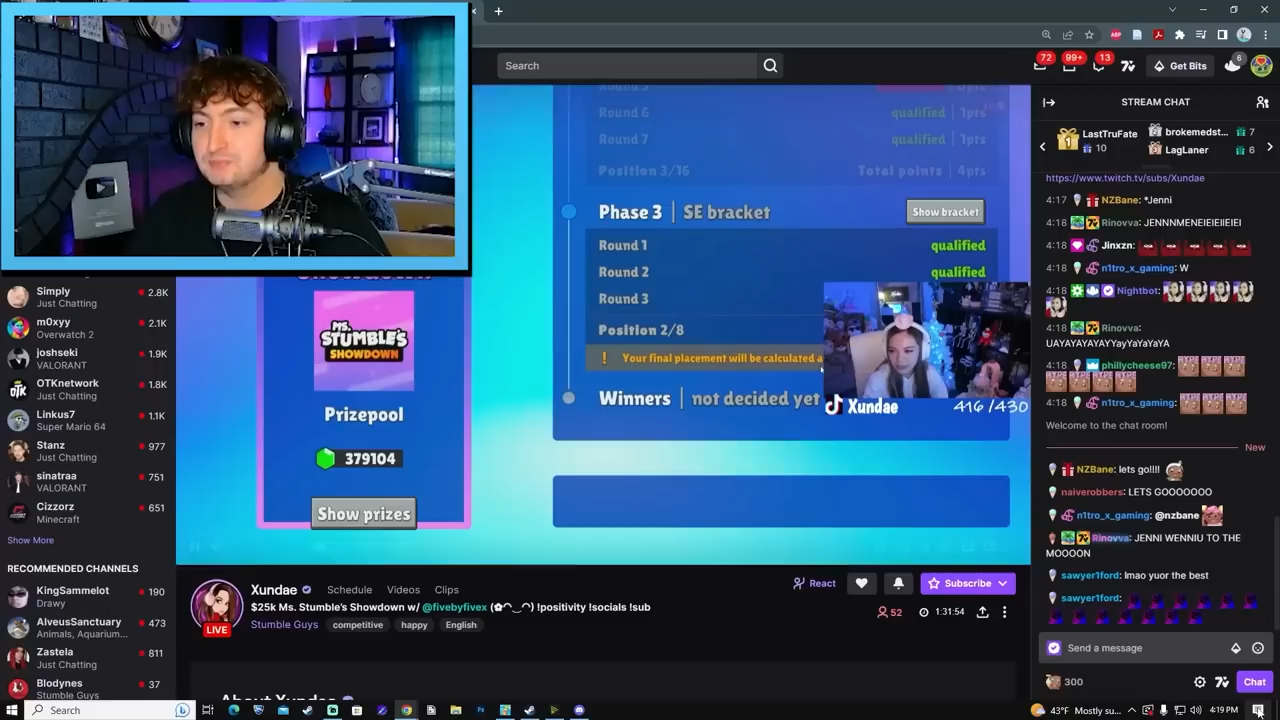 Search
72
99+
13
Get Bits
6
STREAM CHAT
LastTruFate
10
brokemedst...
7
LagLaner
6
https://www.twitch.tv/subs/Xundae
4:17 NZBane: *Jenni
4:18 Rinovva: JENNNMENEIEIEIIEIEI
4:18 Jinxzn:
4:18 n1tro_x_gaming: W
4:18 Nightbot:
4:18 Rinovva:
UAYAYAYAYAYYayYaYaYaYA
4:18 phillycheese97:
4:18 n1tro_x_gaming:
Welcome to the chat room!
New
NZBane: lets go!!!!
naiverobbers: LETS GOOOOOOO
n1tro_x_gaming: @nzbane
Rinovva: JENNI WENNIU TO THE
MOOOON
sawyer1ford: lmao yuor the best
sawyer1ford:
Send a message
300
Chat
Simply
Just Chatting
2.8K
m0xyy
Overwatch 2
2.1K
joshseki
VALORANT
1.9K
OTKnetwork
Just Chatting
1.8K
Linkus7
Super Mario 64
1.1K
Stanz
Just Chatting
977
sinatraa
VALORANT
751
Cizzorz
Minecraft
651
Show More
RECOMMENDED CHANNELS
KingSammelot
Drawy
190
AlveusSanctuary
Animals, Aquarium...
473
Zastela
Just Chatting
811
Blodynes
Stumble Guys
37
MS.
STUMBLE'S
SHOWDOWN
Prizepool
379104
Show prizes
Round 6 qualified 1pts
Round 7 qualified 1pts
Position 3/16 Total points 4pts
Phase 3 SE bracket Show bracket
Round 1 qualified
Round 2 qualified
Round 3
Position 2/8
! Your final placement will be calculated a
Winners not decided yet
Xundae 416 /430
Xundae Schedule Videos Clips
LIVE
$25k Ms. Stumble's Showdown w/ @fivebyfivex (✿◠‿◠) !positivity !socials !sub
Stumble Guys competitive happy English
React
Subscribe
52
1:31:54
Search
43°F Mostly su...
4:19 PM